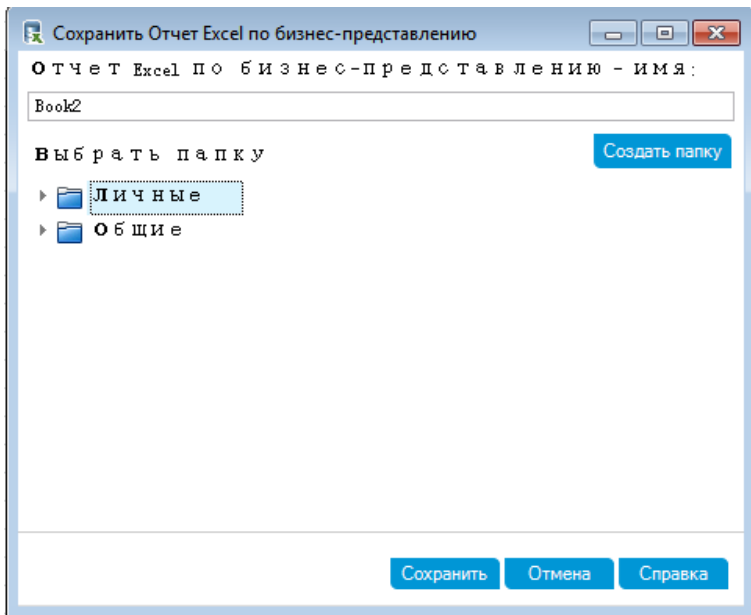 Сохранить Отчет Excel по бизнес-представлению
Отчет Excel по бизнес-представлению - имя:
Book2
Выбрать папку
Создать папку
Личные
Общие
Сохранить
Отмена
Справка